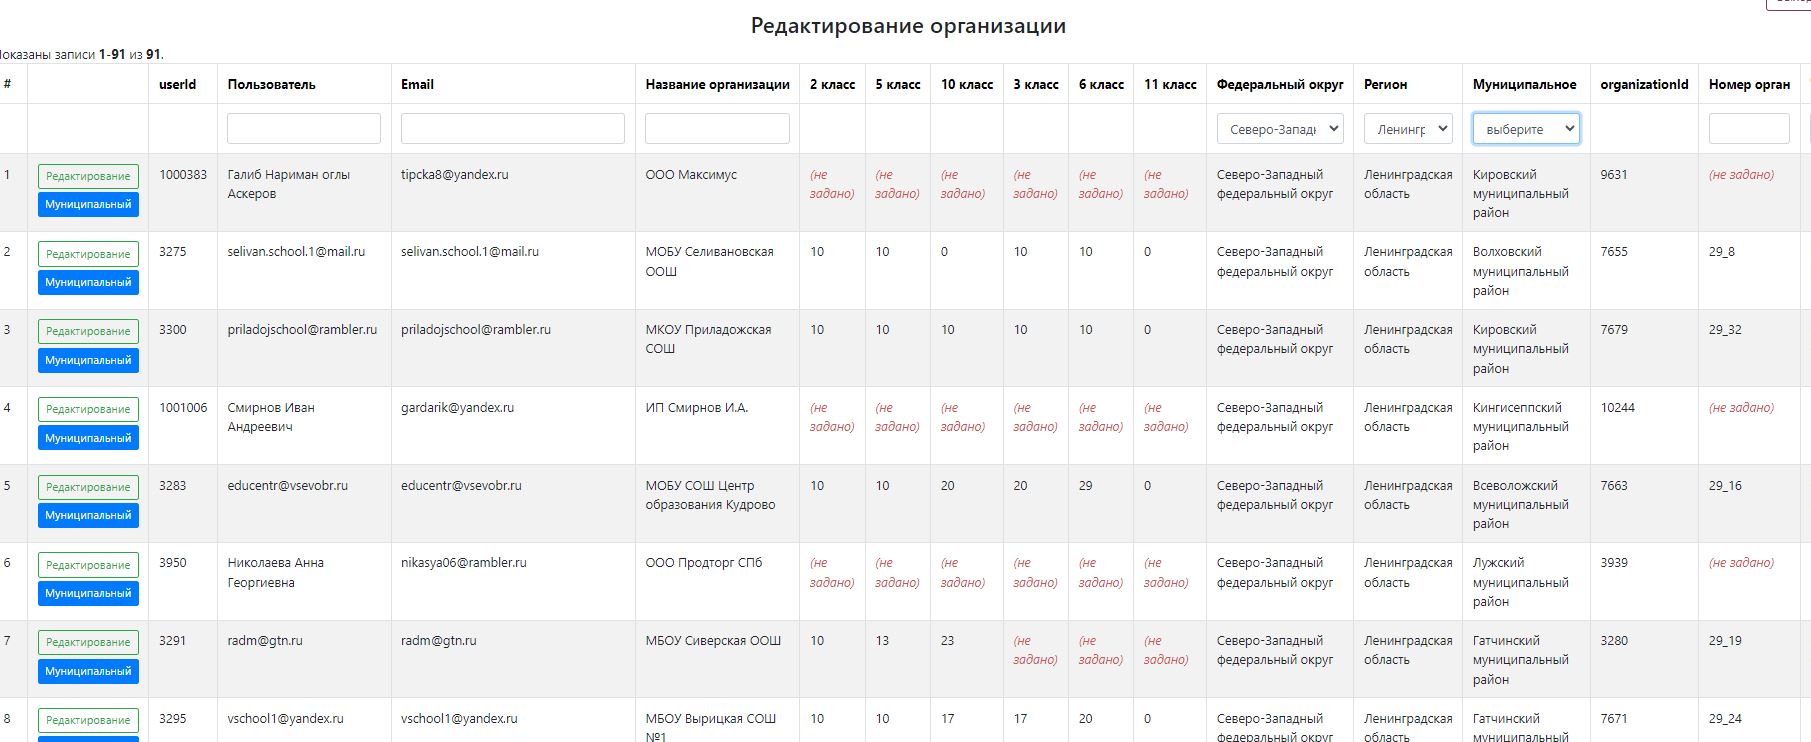 Редактирование организации
Показаны записи 1-91 из 91.
# userId Пользователь Email Название организации 2 класс 5 класс 10 класс 3 класс 6 класс 11 класс Федеральный округ Регион Муниципальное organizationId Номер орган
Северо-Запад Ленингр выберите
1 Редактирование 1000383 Галиб Нариман оглы tipcka8@yandex.ru ООО Максимус (не (не (не (не (не (не Северо-Западный Ленинградская Кировский 9631 (не задано)
Муниципальный Аскеров задано) задано) задано) задано) задано) задано) федеральный округ область муниципальный
район
2 Редактирование 3275 selivan.school.1@mail.ru selivan.school.1@mail.ru МОБУ Селивановская 10 10 0 10 10 0 Северо-Западный Ленинградская Волховский 7655 29_8
Муниципальный ООШ федеральный округ область муниципальный
район
3 Редактирование 3300 priladojschool@rambler.ru priladojschool@rambler.ru МКОУ Приладожская 10 10 10 10 10 0 Северо-Западный Ленинградская Кировский 7679 29_32
Муниципальный СОШ федеральный округ область муниципальный
район
4 Редактирование 1001006 Смирнов Иван gardarik@yandex.ru ИП Смирнов И.А. (не (не (не (не (не (не Северо-Западный Ленинградская Кингисеппский 10244 (не задано)
Муниципальный Андреевич задано) задано) задано) задано) задано) задано) федеральный округ область муниципальный
район
5 Редактирование 3283 educentr@vsevobr.ru educentr@vsevobr.ru МОБУ СОШ Центр 10 10 20 20 29 0 Северо-Западный Ленинградская Всеволожский 7663 29_16
Муниципальный образования Кудрово федеральный округ область муниципальный
район
6 Редактирование 3950 Николаева Анна nikasya06@rambler.ru ООО Продторг СПб (не (не (не (не (не (не Северо-Западный Ленинградская Лужский 3939 (не задано)
Муниципальный Георгиевна задано) задано) задано) задано) задано) задано) федеральный округ область муниципальный
район
7 Редактирование 3291 radm@gtn.ru radm@gtn.ru МБОУ Сиверская ООШ 10 13 23 (не (не (не Северо-Западный Ленинградская Гатчинский 3280 29_19
Муниципальный задано) задано) задано) федеральный округ область муниципальный
район
8 Редактирование 3295 vschool1@yandex.ru vschool1@yandex.ru МБОУ Вырицкая СОШ 10 10 17 17 20 0 Северо-Западный Ленинградская Гатчинский 7671 29_24
№1 федеральный округ область муниципальный